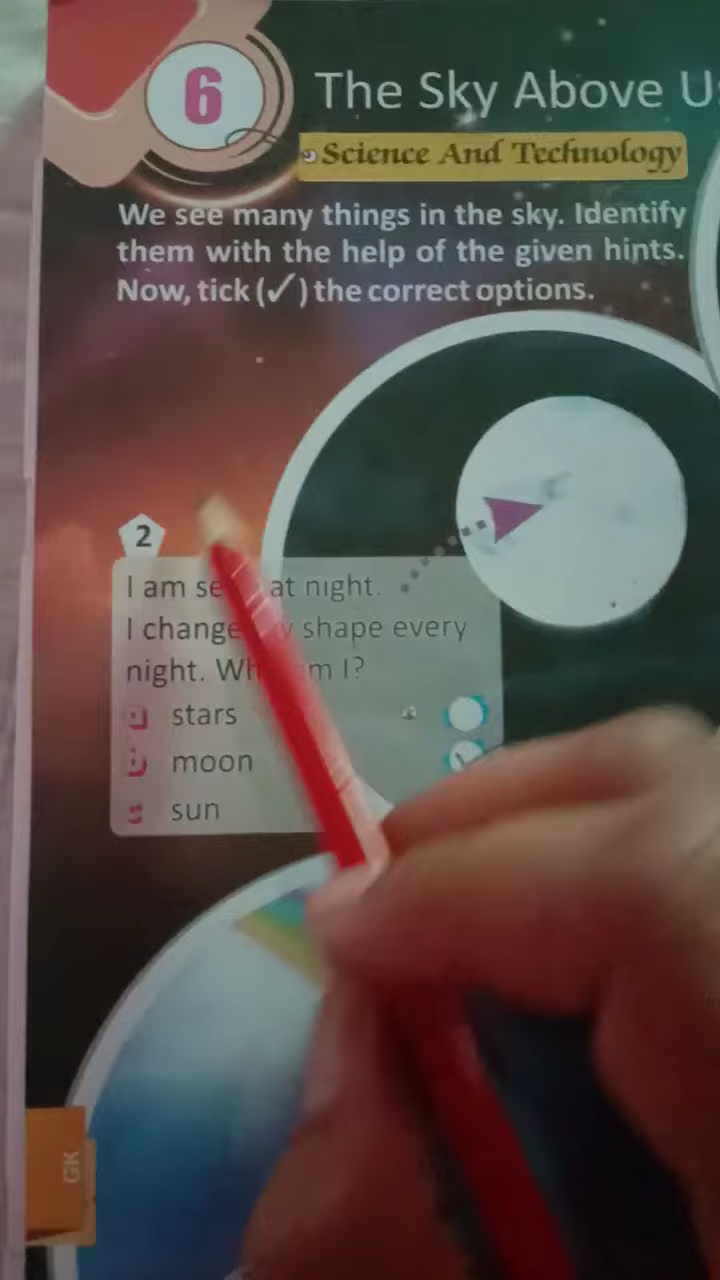 6
The Sky Above Us
Science And Technology
We see many things in the sky. Identify
them with the help of the given hints.
Now, tick (✓) the correct options.
2
I am at night.
I change shape every
night. I?
stars
moon
sun
GK